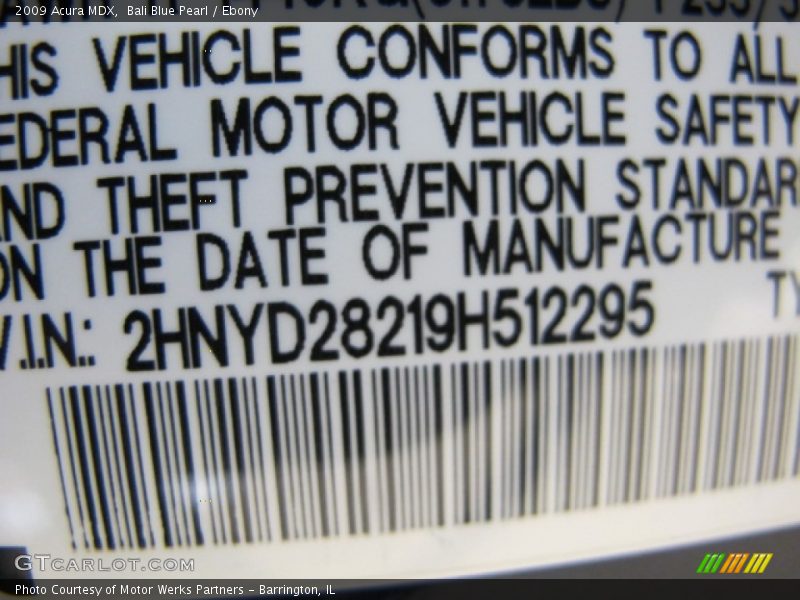 2009 Acura MDX,  Bali Blue Pearl / Ebony
HIS VEHICLE CONFORMS TO ALL
EDERAL MOTOR VEHICLE SAFETY
ND THEFT PREVENTION STANDAR
ON THE DATE OF MANUFACTURE
V.I.N.: 2HNYD28219H512295 TY
GTCARLOT.COM
Photo Courtesy of Motor Werks Partners - Barrington, IL